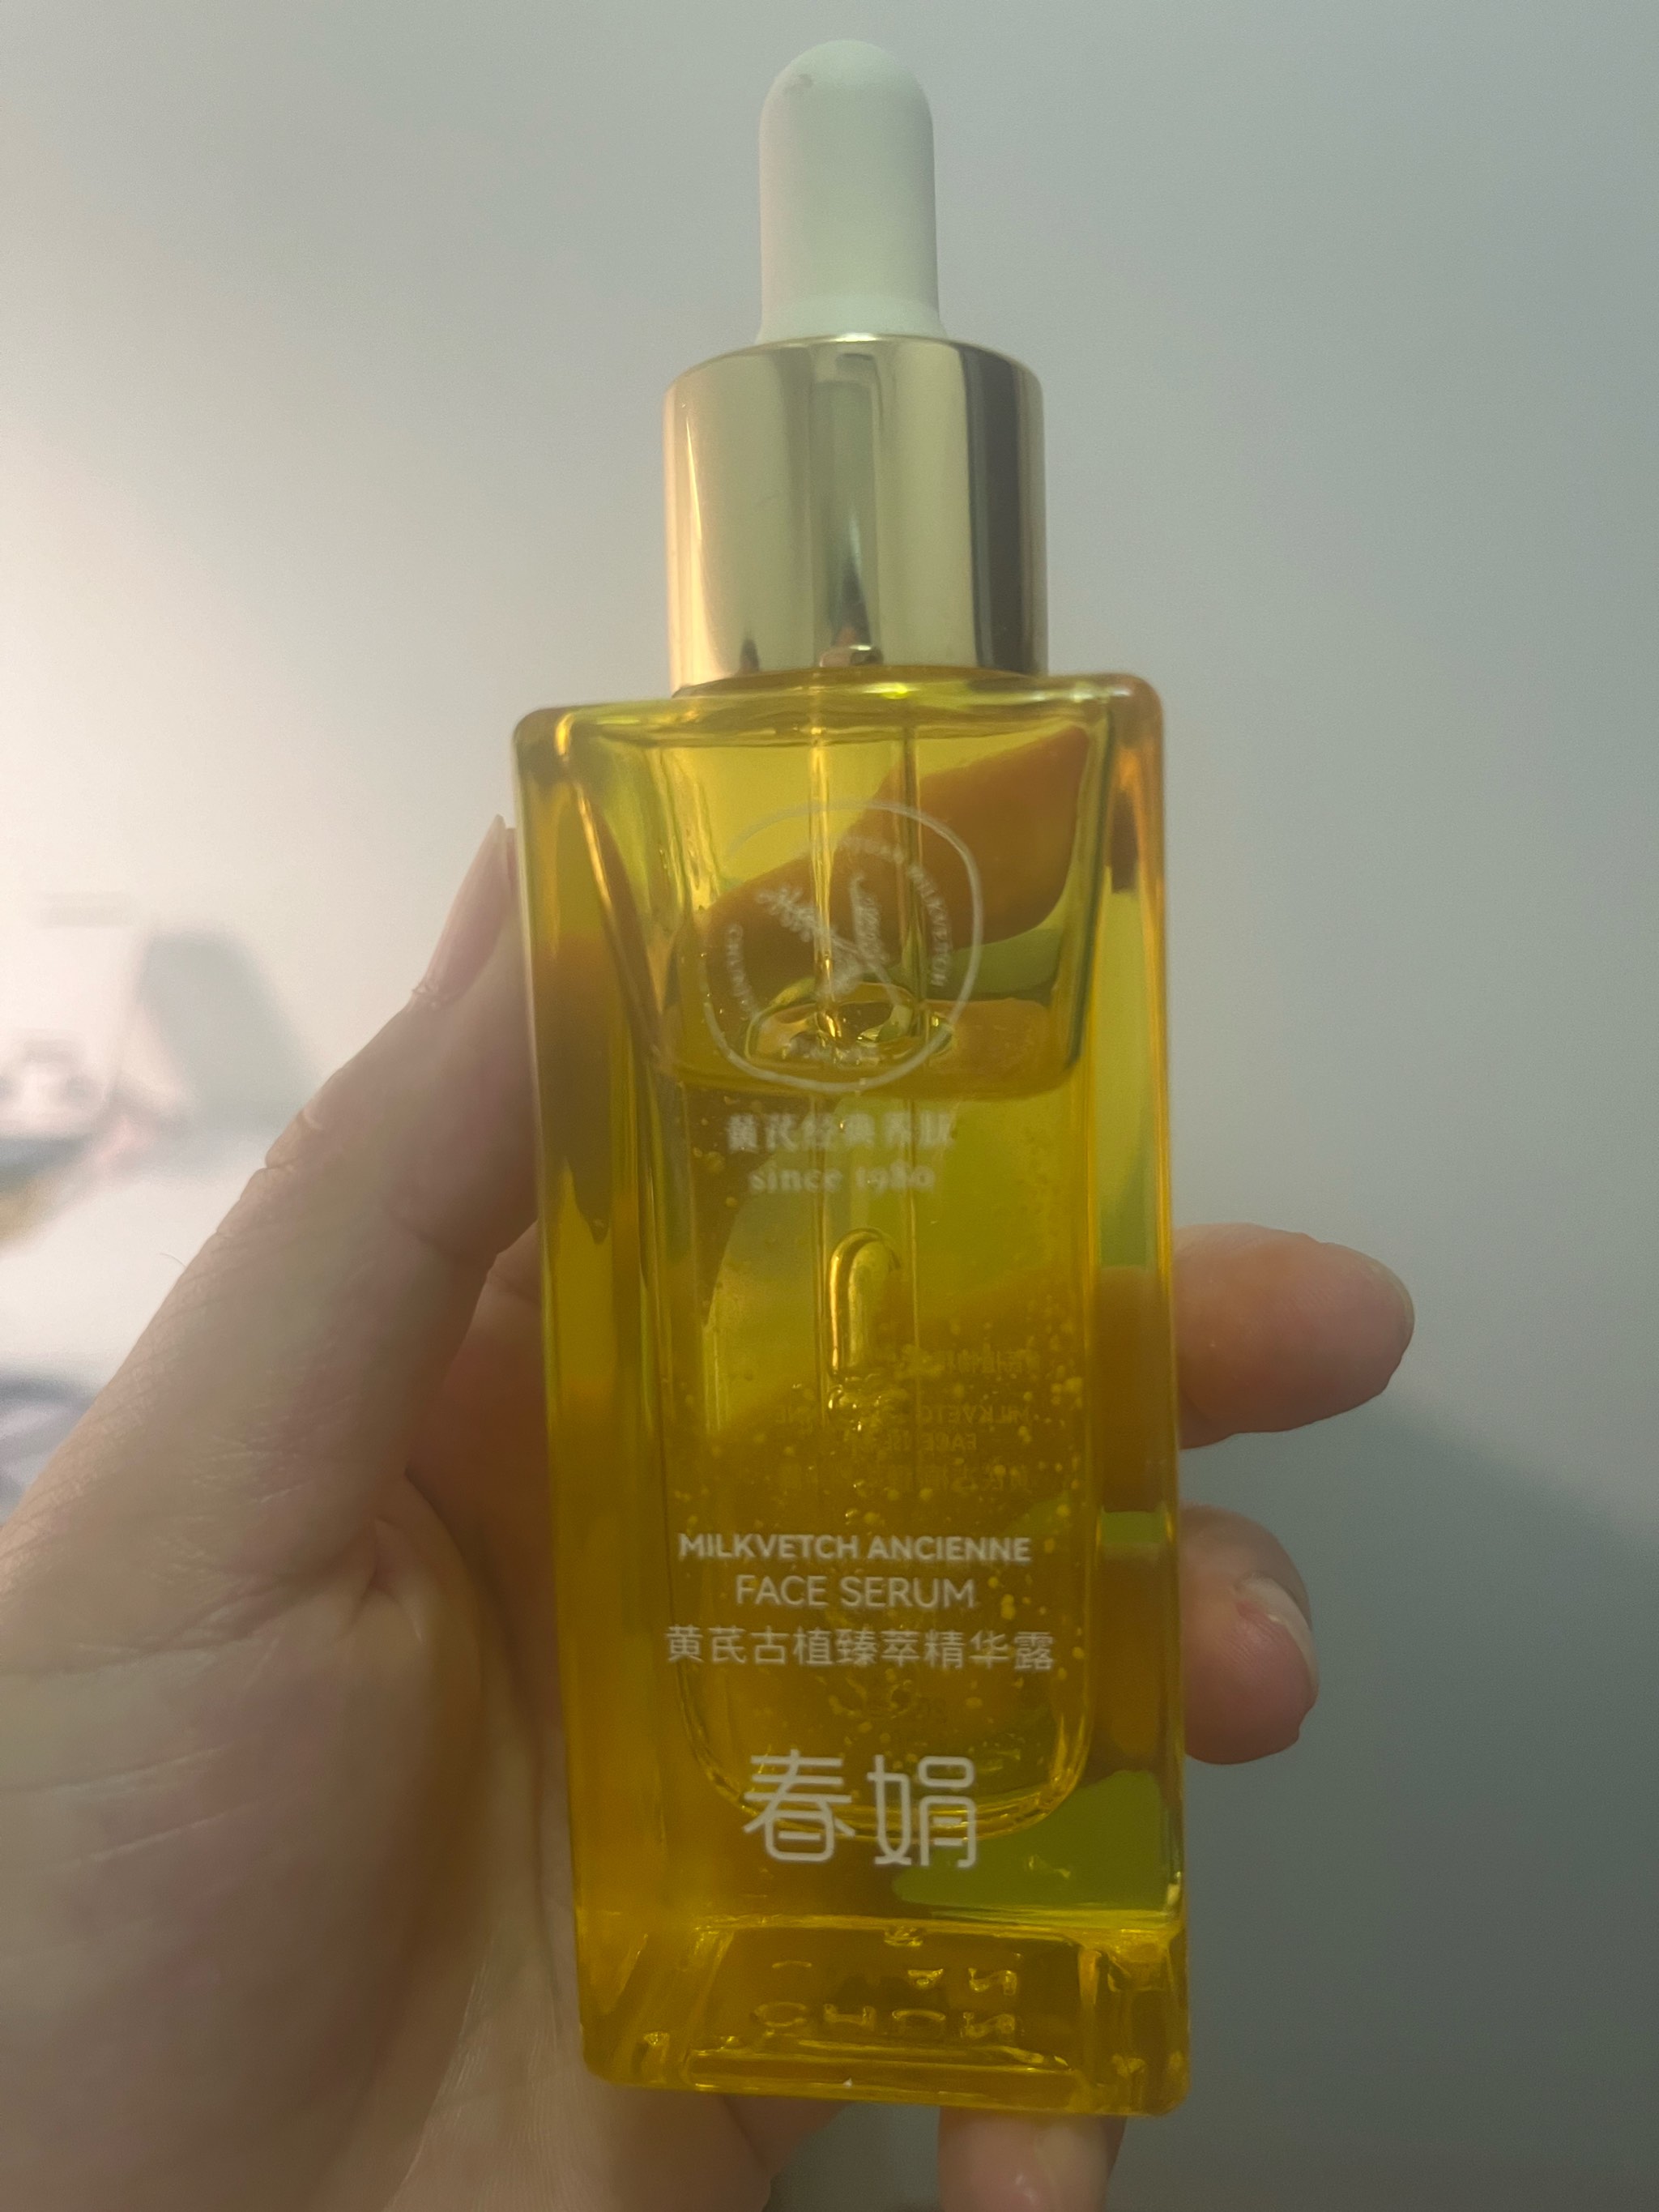 MILKVETCH
黄芪经典养肤
since 1980
MILKVETCH ANCIENNE
FACE SERUM
黄芪古植臻萃精华露
春娟